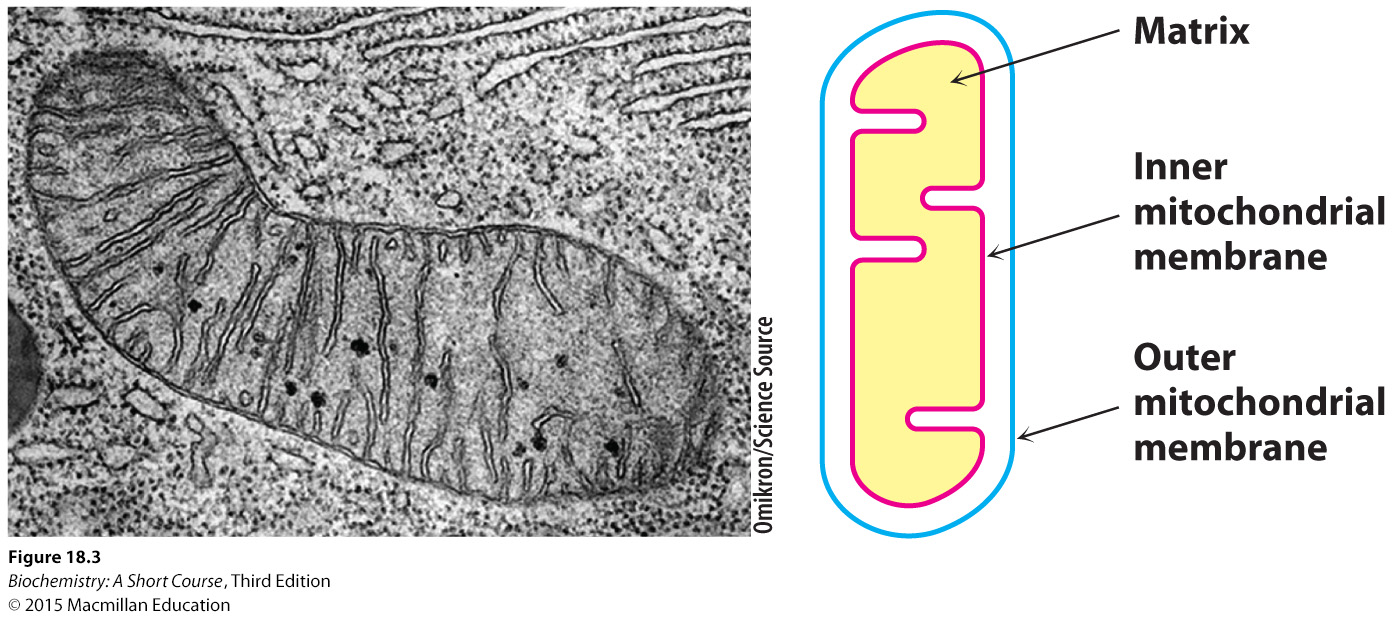 Matrix
Inner
mitochondrial
membrane
Outer
mitochondrial
membrane
Omikron/Science Source
Figure 18.3
Biochemistry: A Short Course, Third Edition
© 2015 Macmillan Education